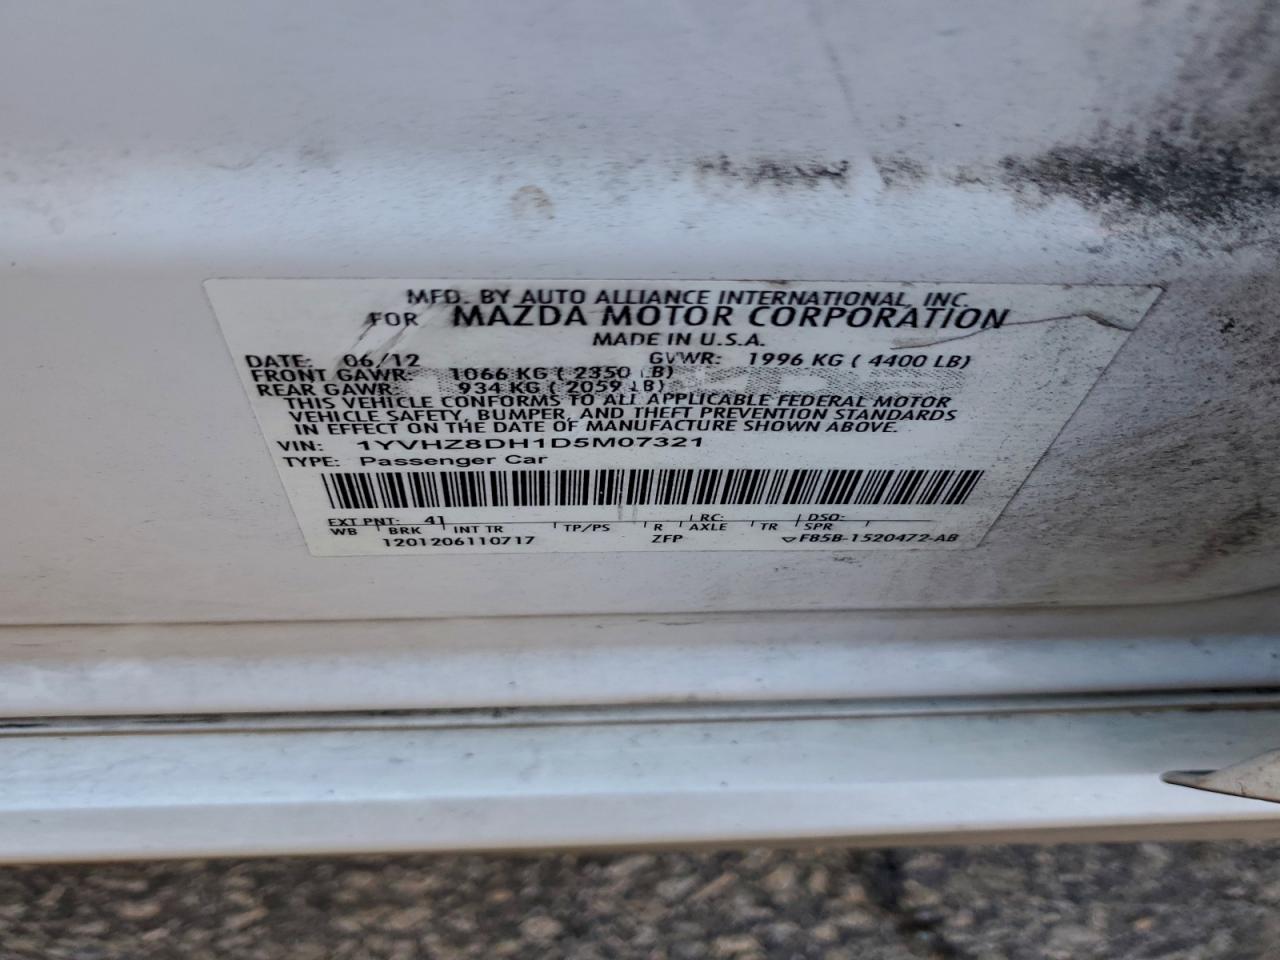 MFD. BY AUTO ALLIANCE INTERNATIONAL, INC.
FOR MAZDA MOTOR CORPORATION
MADE IN U.S.A.
DATE: 06/12 GVWR: 1996 KG ( 4400 LB)
FRONT GAWR: 1066 KG ( 2350 LB)
REAR GAWR: 934 KG ( 2059 LB)
THIS VEHICLE CONFORMS TO ALL APPLICABLE FEDERAL MOTOR
VEHICLE SAFETY, BUMPER, AND THEFT PREVENTION STANDARDS
IN EFFECT ON THE DATE OF MANUFACTURE SHOWN ABOVE.
VIN: 1YVHZ8DH1D5M07321
TYPE: Passenger Car
EXT PNT: 41 RC: DSO:
WB BRK INT TR TP/PS R AXLE TR SPR
1201206110717 ZFP F85B-1520472-AB